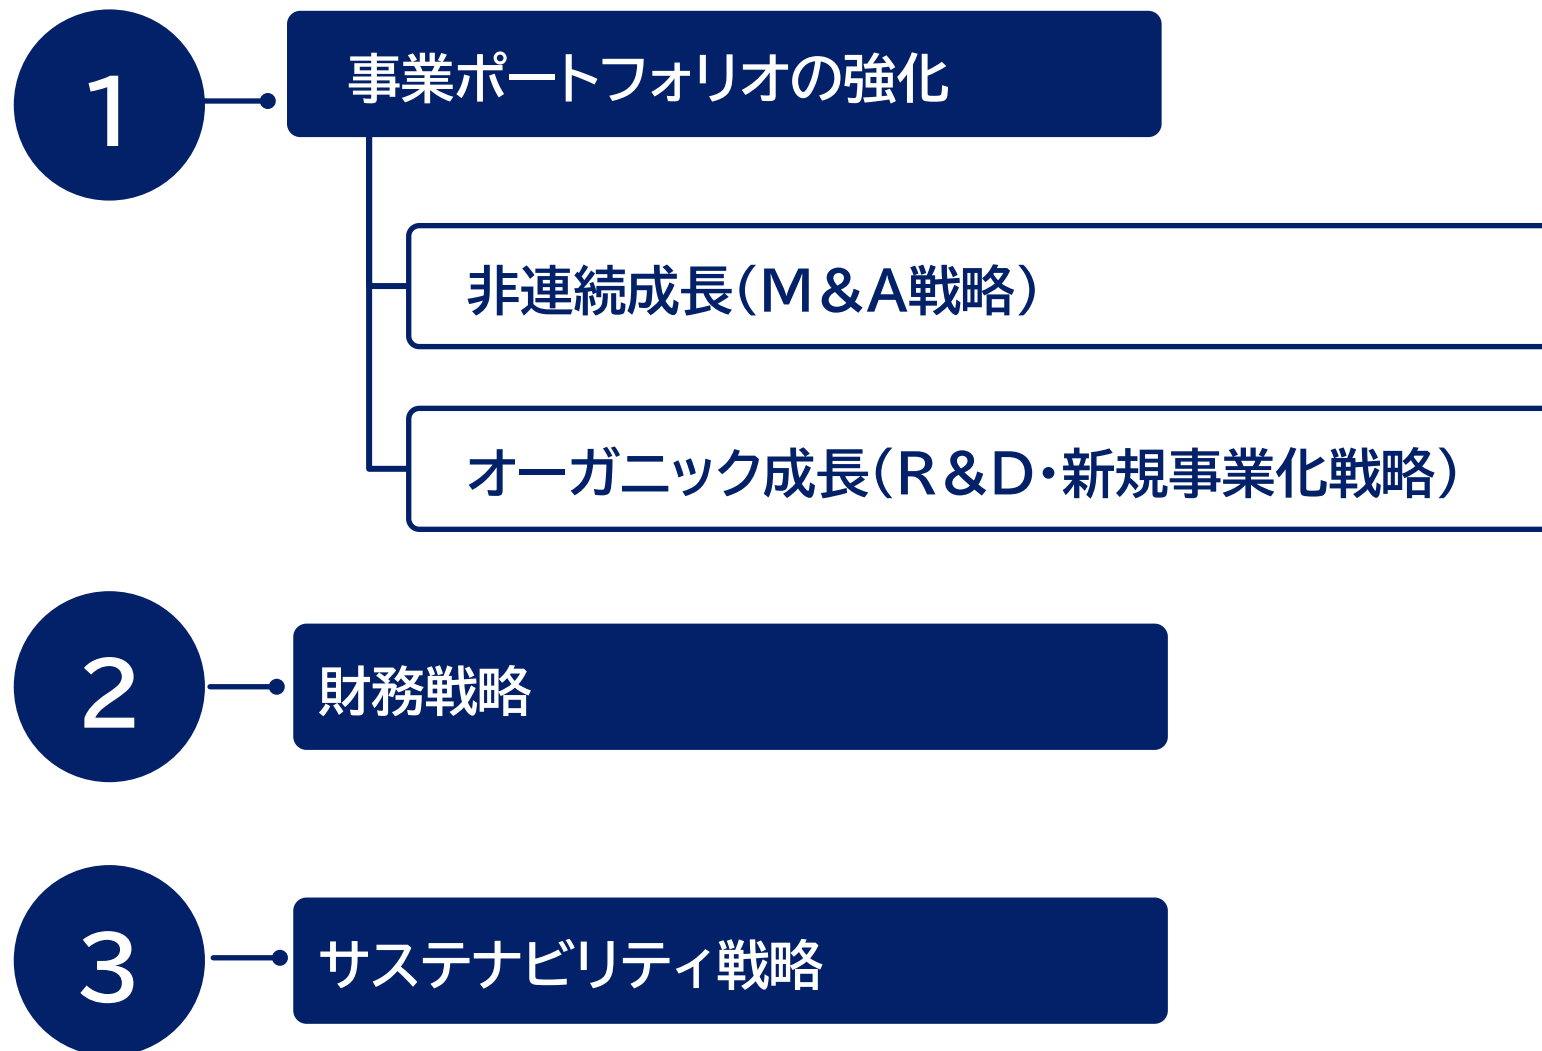 1
事業ポートフォリオの強化
非連続成長（M＆A戦略）
オーガニック成長（R＆D・新規事業化戦略）
2
財務戦略
3
サステナビリティ戦略